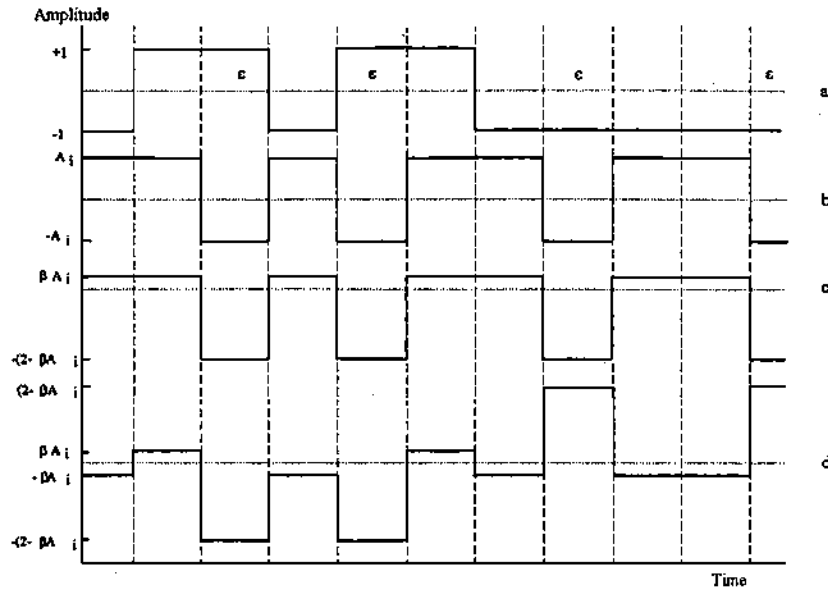 Amplitude
+1
ε ε ε ε
a
-1
A i
b
-A i
β A i
c
-(2- βA i
(2- βA i
β A i
d
- βA i
-(2- βA i
Time